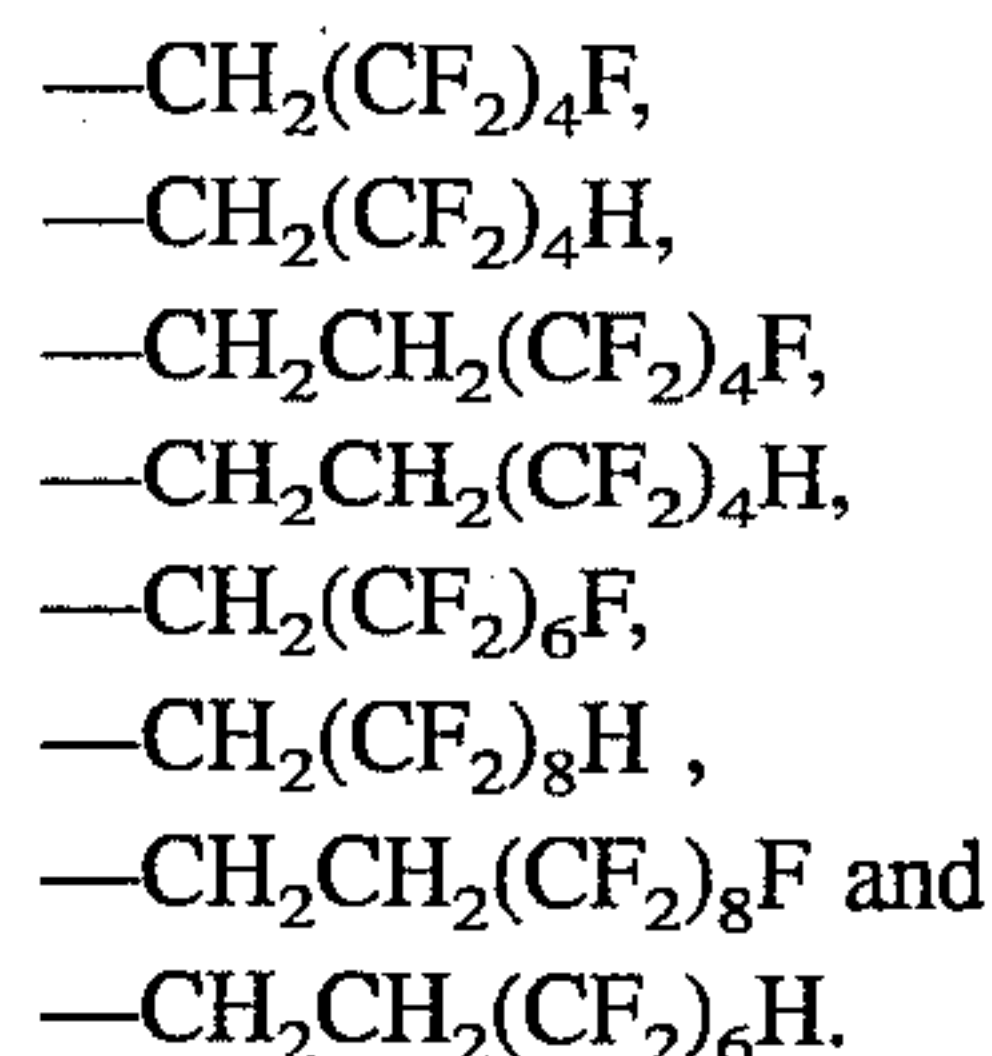 —CH₂(CF₂)₄F,
—CH₂(CF₂)₄H,
—CH₂CH₂(CF₂)₄F,
—CH₂CH₂(CF₂)₄H,
—CH₂(CF₂)₆F,
—CH₂(CF₂)₈H ,
—CH₂CH₂(CF₂)₈F and
—CH₂CH₂(CF₂)₆H.